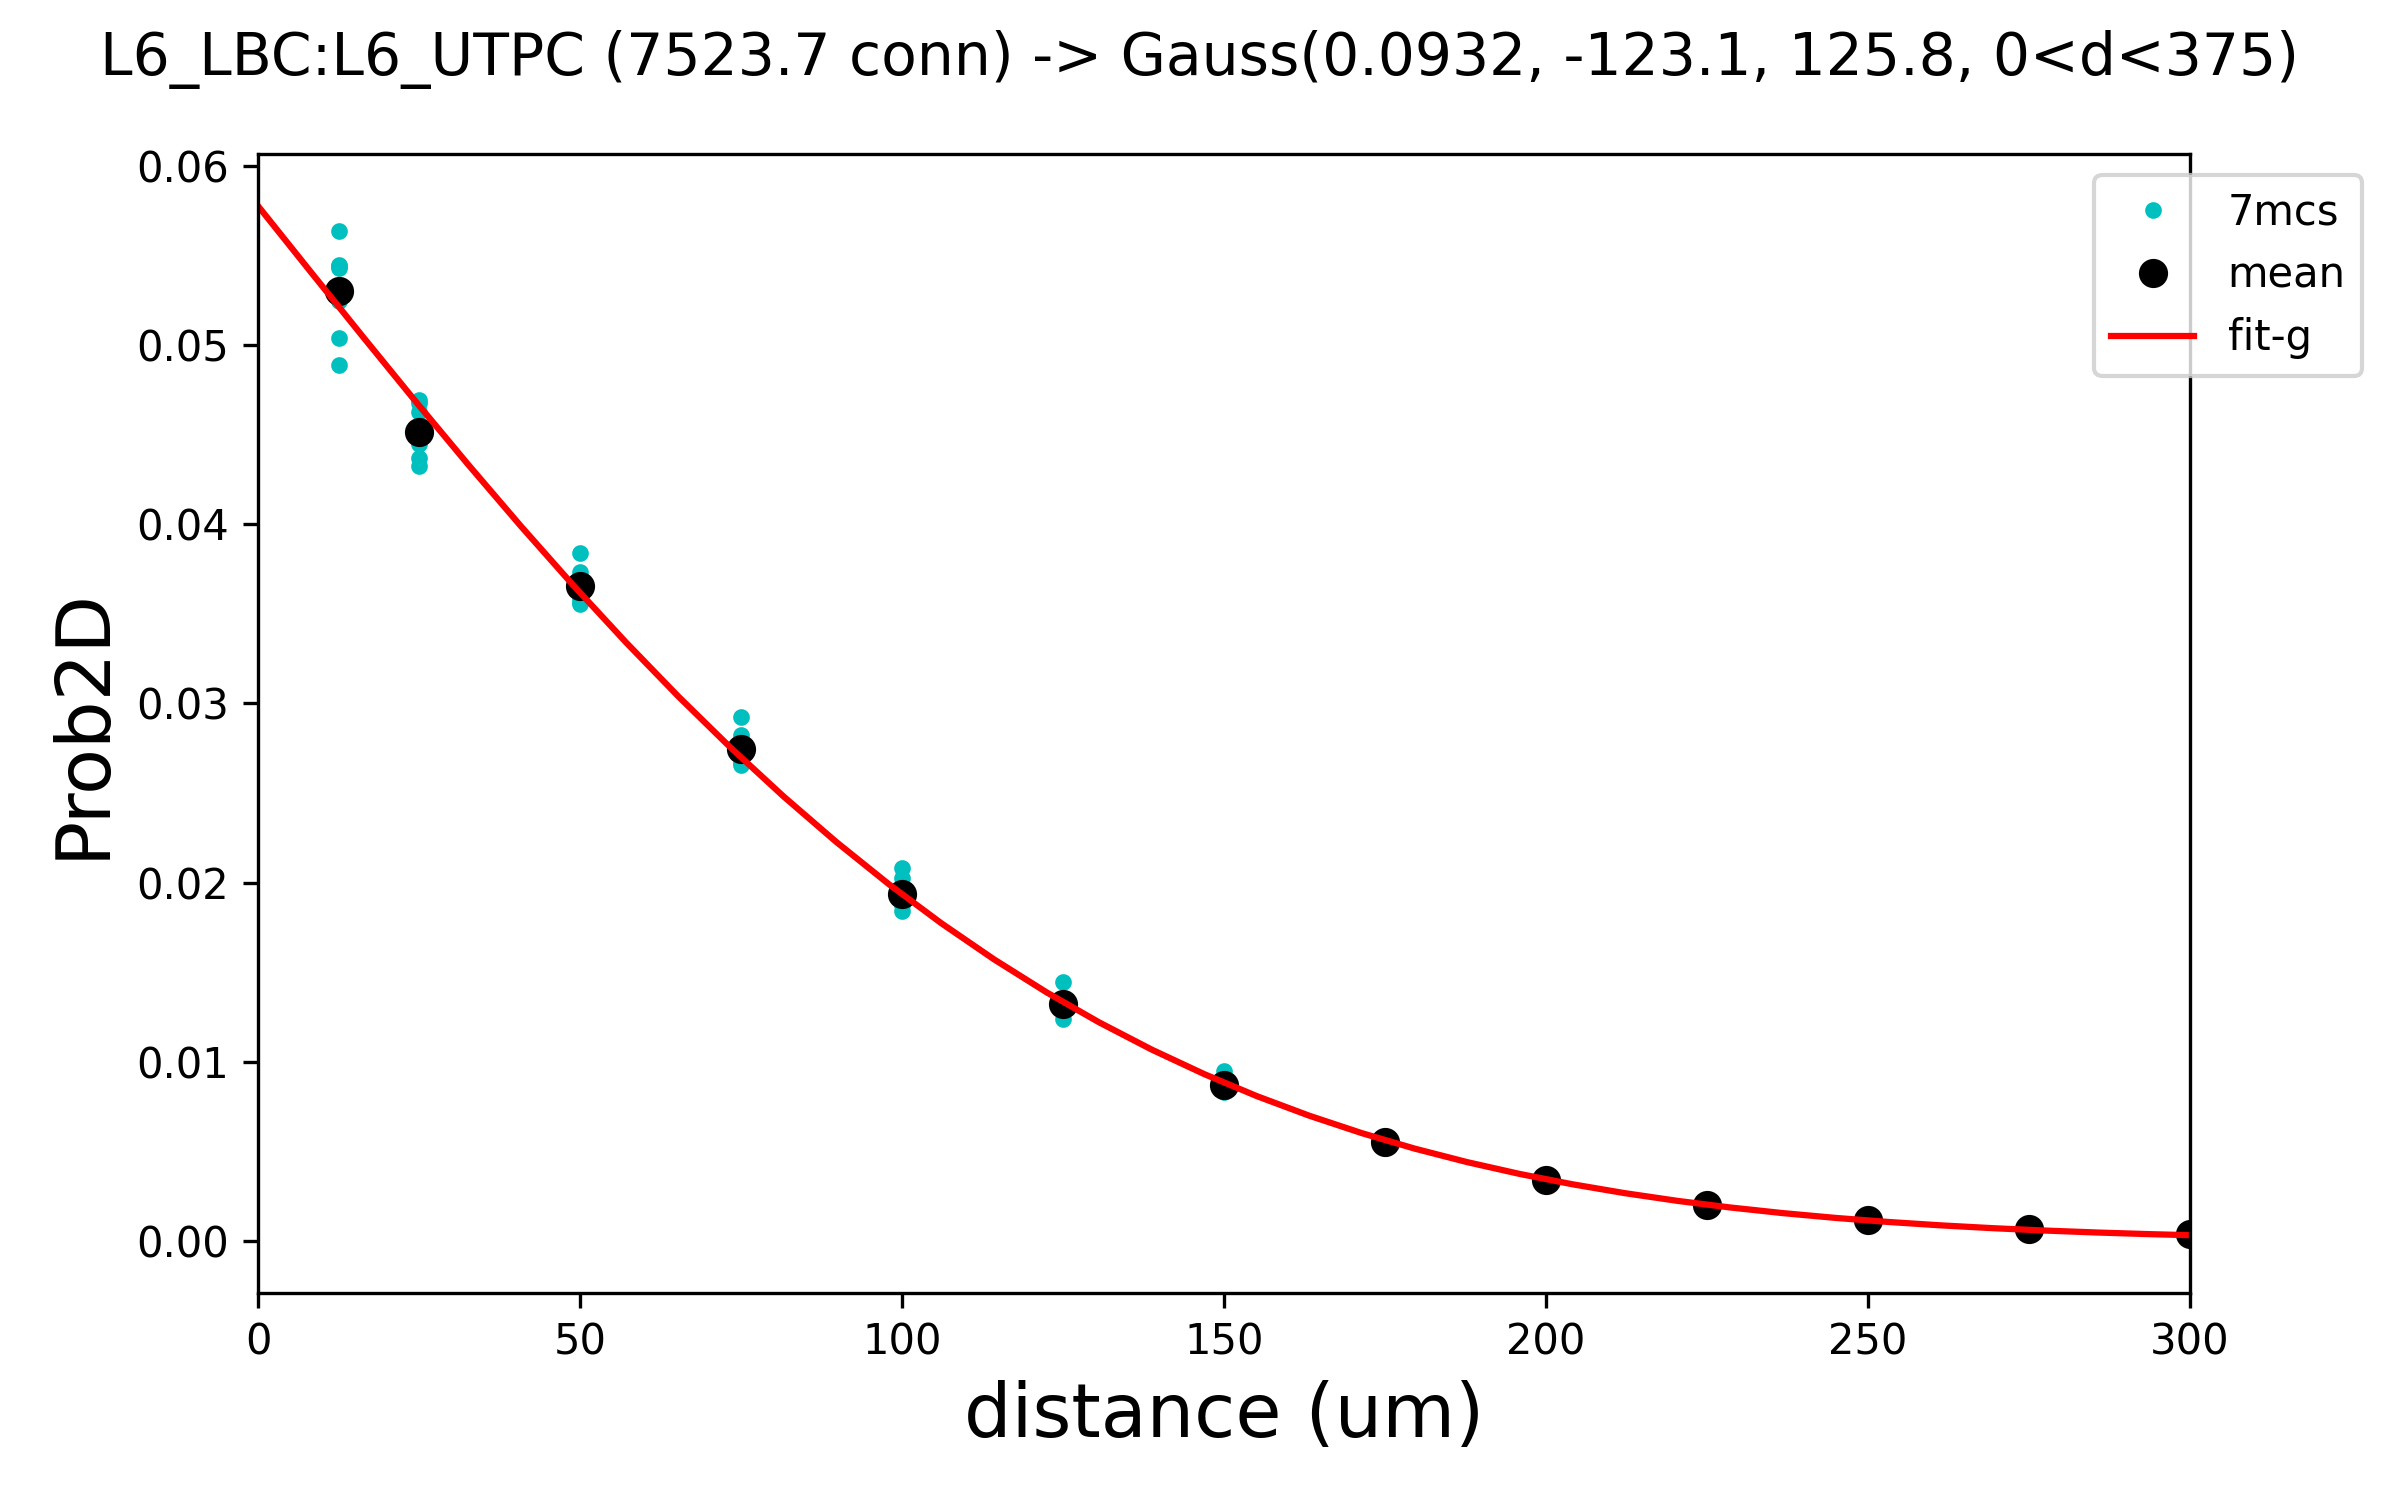 L6_LBC:L6_UTPC (7523.7 conn) -> Gauss(0.0932, -123.1, 125.8, 0<d<375)
0.06
0.05
0.04
0.03
0.02
0.01
0.00
Prob2D
7mcs
mean
fit-g
0 50 100 150 200 250 300
distance (um)